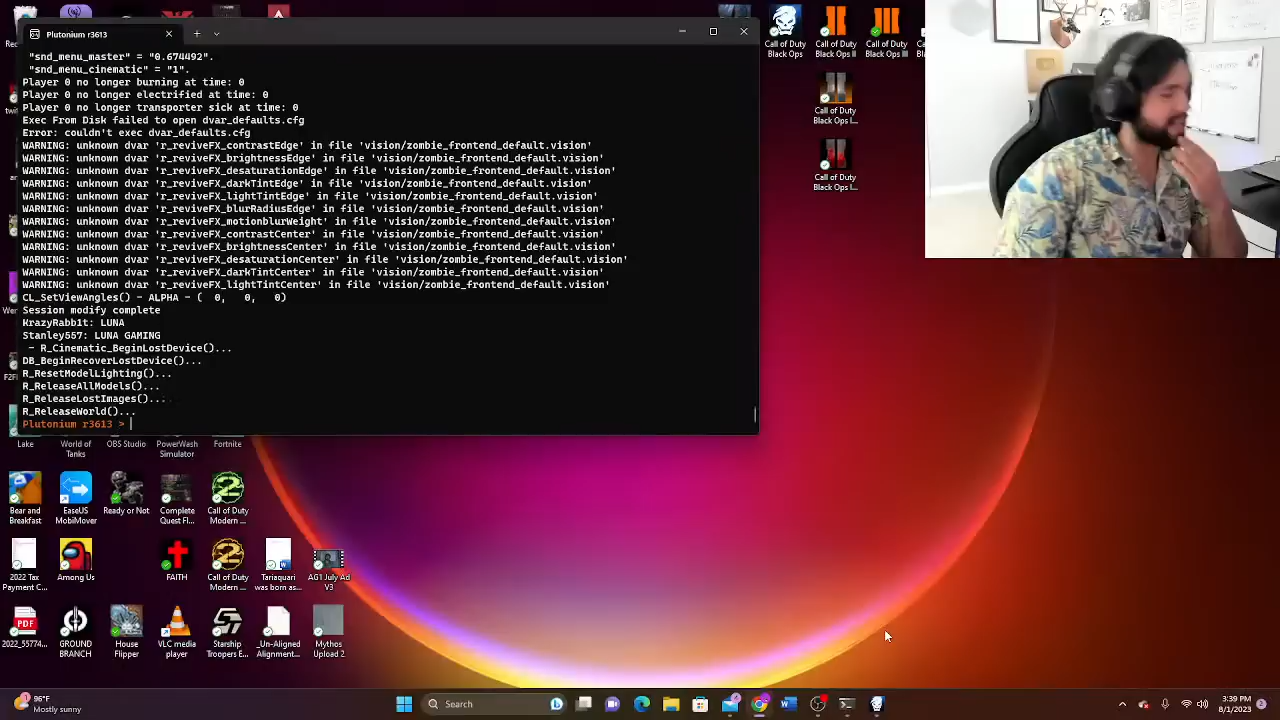 Plutonium r3613
"snd_menu_master" = "0.674492".
"snd_menu_cinematic" = "1".
Player 0 no longer burning at time: 0
Player 0 no longer electrified at time: 0
Player 0 no longer transporter sick at time: 0
Exec From Disk failed to open dvar_defaults.cfg
Error: couldn't exec dvar_defaults.cfg
WARNING: unknown dvar 'r_reviveFX_contrastEdge' in file 'vision/zombie_frontend_default.vision'
WARNING: unknown dvar 'r_reviveFX_brightnessEdge' in file 'vision/zombie_frontend_default.vision'
WARNING: unknown dvar 'r_reviveFX_desaturationEdge' in file 'vision/zombie_frontend_default.vision'
WARNING: unknown dvar 'r_reviveFX_darkTintEdge' in file 'vision/zombie_frontend_default.vision'
WARNING: unknown dvar 'r_reviveFX_lightTintEdge' in file 'vision/zombie_frontend_default.vision'
WARNING: unknown dvar 'r_reviveFX_blurRadiusEdge' in file 'vision/zombie_frontend_default.vision'
WARNING: unknown dvar 'r_reviveFX_motionblurWeight' in file 'vision/zombie_frontend_default.vision'
WARNING: unknown dvar 'r_reviveFX_contrastCenter' in file 'vision/zombie_frontend_default.vision'
WARNING: unknown dvar 'r_reviveFX_brightnessCenter' in file 'vision/zombie_frontend_default.vision'
WARNING: unknown dvar 'r_reviveFX_desaturationCenter' in file 'vision/zombie_frontend_default.vision'
WARNING: unknown dvar 'r_reviveFX_darkTintCenter' in file 'vision/zombie_frontend_default.vision'
WARNING: unknown dvar 'r_reviveFX_lightTintCenter' in file 'vision/zombie_frontend_default.vision'
CL_SetViewAngles() - ALPHA - ( 0, 0, 0)
Session modify complete
KrazyRabb1t: LUNA
Stanley557: LUNA GAMING
- R_Cinematic_BeginLostDevice()...
DB_BeginRecoverLostDevice()...
R_ResetModelLighting()...
R_ReleaseAllModels()...
R_ReleaseLostImages()...
R_ReleaseWorld()...
Plutonium r3613 >
Call of Duty
Black Ops
Call of Duty
Black Ops II
Call of Duty
Black Ops III
Call of Duty
Black Ops I...
Call of Duty
Black Ops I...
Lake
World of
Tanks
OBS Studio
PowerWash
Simulator
Fortnite
Bear and
Breakfast
EaseUS
MobiMover
Ready or Not
Complete
Quest Fl...
Call of Duty
Modern ...
2022 Tax
Payment C...
Among Us
FAITH
Call of Duty
Modern ...
Tariaquari
was born as...
AG1 July Ad
V3
PDF
2022_55774...
GROUND
BRANCH
House
Flipper
VLC media
player
Starship
Troopers E...
_Un-Aligned
Alignment...
Mythos
Upload 2
96°F
Mostly sunny
Search
3:39 PM
8/1/2023